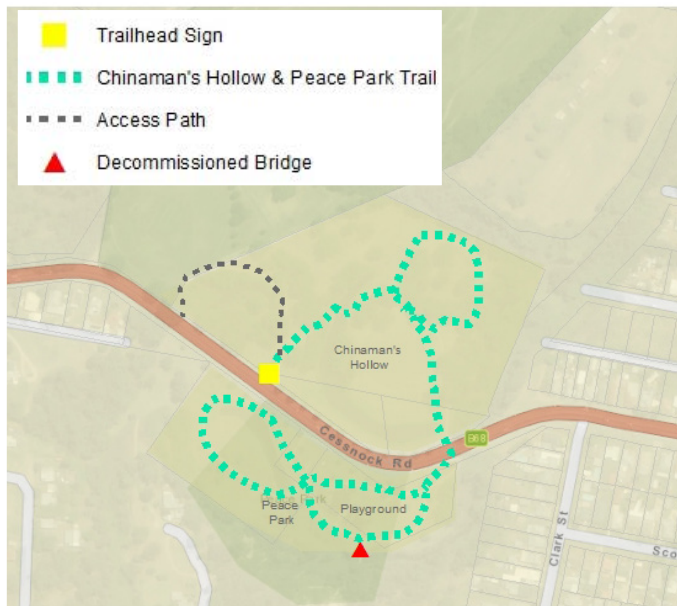 Trailhead Sign
Chinaman's Hollow & Peace Park Trail
Access Path
Decommissioned Bridge
Chinaman's
Hollow
Cessnock Rd
B68
Peace
Park
Playground
Clark St
Sco